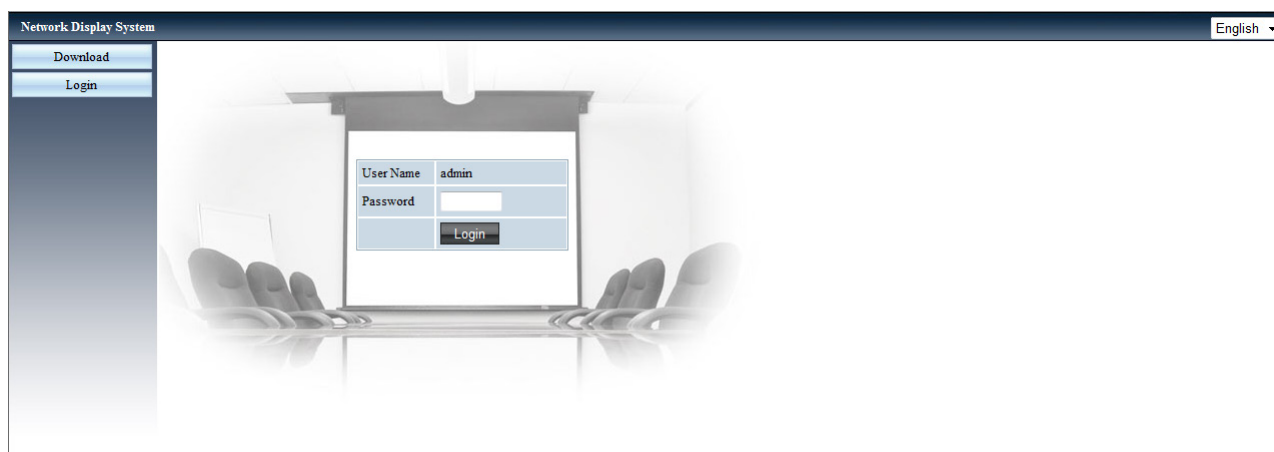 Network Display System
English
Download
Login
User Name admin
Password
Login